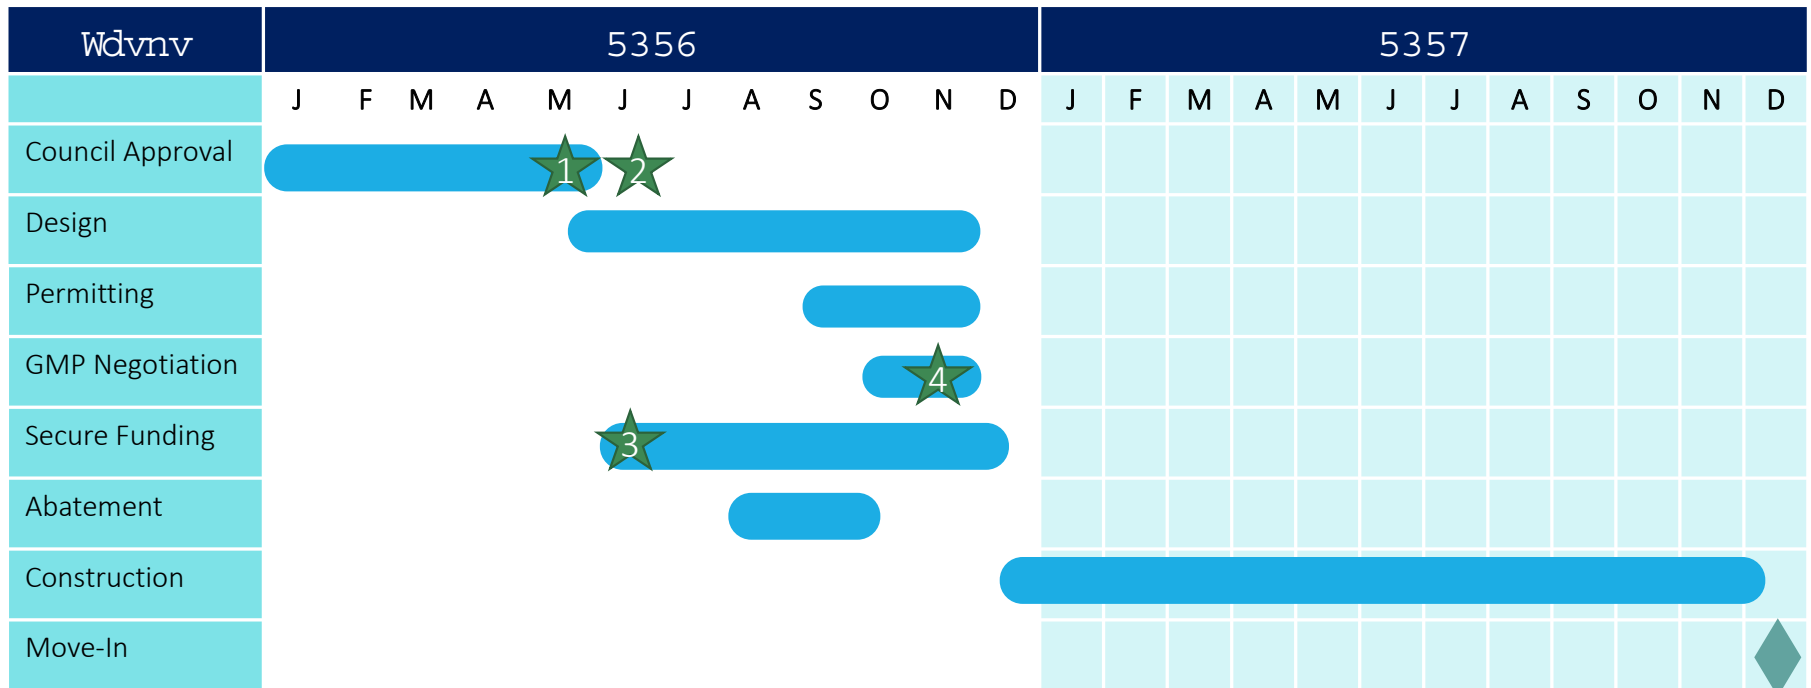 Wdvnv 5356 5357
J F M A M J J A S O N D J F M A M J J A S O N D
Council Approval 1 2
Design
Permitting
GMP Negotiation 4
Secure Funding 3
Abatement
Construction
Move-In